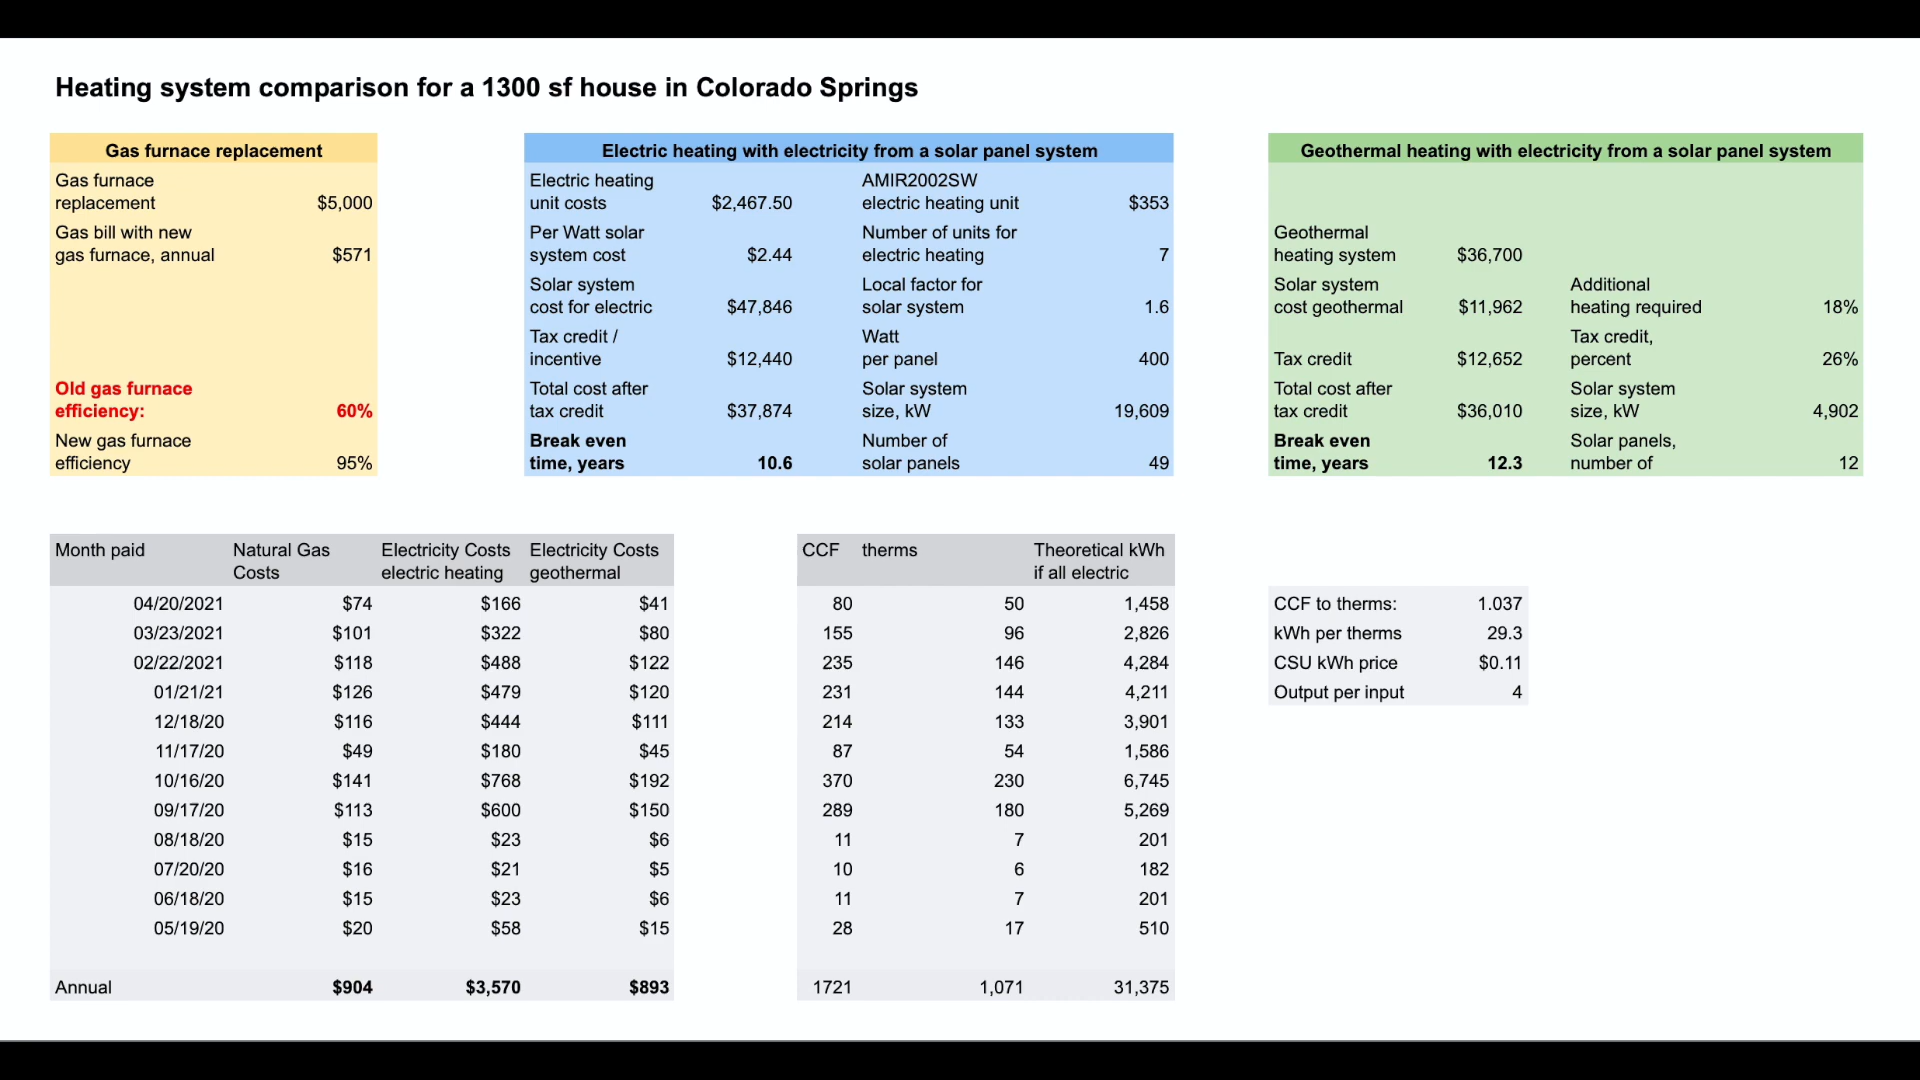 Heating system comparison for a 1300 sf house in Colorado Springs
Gas furnace replacement
Gas furnace
replacement $5,000
Gas bill with new
gas furnace, annual $571
Old gas furnace
efficiency: 60%
New gas furnace
efficiency 95%
Electric heating with electricity from a solar panel system
Electric heating AMIR2002SW
unit costs $2,467.50 electric heating unit $353
Per Watt solar Number of units for
system cost $2.44 electric heating 7
Solar system Local factor for
cost for electric $47,846 solar system 1.6
Tax credit / Watt
incentive $12,440 per panel 400
Total cost after Solar system
tax credit $37,874 size, kW 19,609
Break even Number of
time, years 10.6 solar panels 49
Geothermal heating with electricity from a solar panel system
Geothermal
heating system $36,700
Solar system Additional
cost geothermal $11,962 heating required 18%
Tax credit,
Tax credit $12,652 percent 26%
Total cost after Solar system
tax credit $36,010 size, kW 4,902
Break even Solar panels,
time, years 12.3 number of 12
Month paid Natural Gas Electricity Costs Electricity Costs
Costs electric heating geothermal
04/20/2021 $74 $166 $41
03/23/2021 $101 $322 $80
02/22/2021 $118 $488 $122
01/21/21 $126 $479 $120
12/18/20 $116 $444 $111
11/17/20 $49 $180 $45
10/16/20 $141 $768 $192
09/17/20 $113 $600 $150
08/18/20 $15 $23 $6
07/20/20 $16 $21 $5
06/18/20 $15 $23 $6
05/19/20 $20 $58 $15
Annual $904 $3,570 $893
CCF therms Theoretical kWh
if all electric
80 50 1,458
155 96 2,826
235 146 4,284
231 144 4,211
214 133 3,901
87 54 1,586
370 230 6,745
289 180 5,269
11 7 201
10 6 182
11 7 201
28 17 510
1721 1,071 31,375
CCF to therms: 1.037
kWh per therms 29.3
CSU kWh price $0.11
Output per input 4